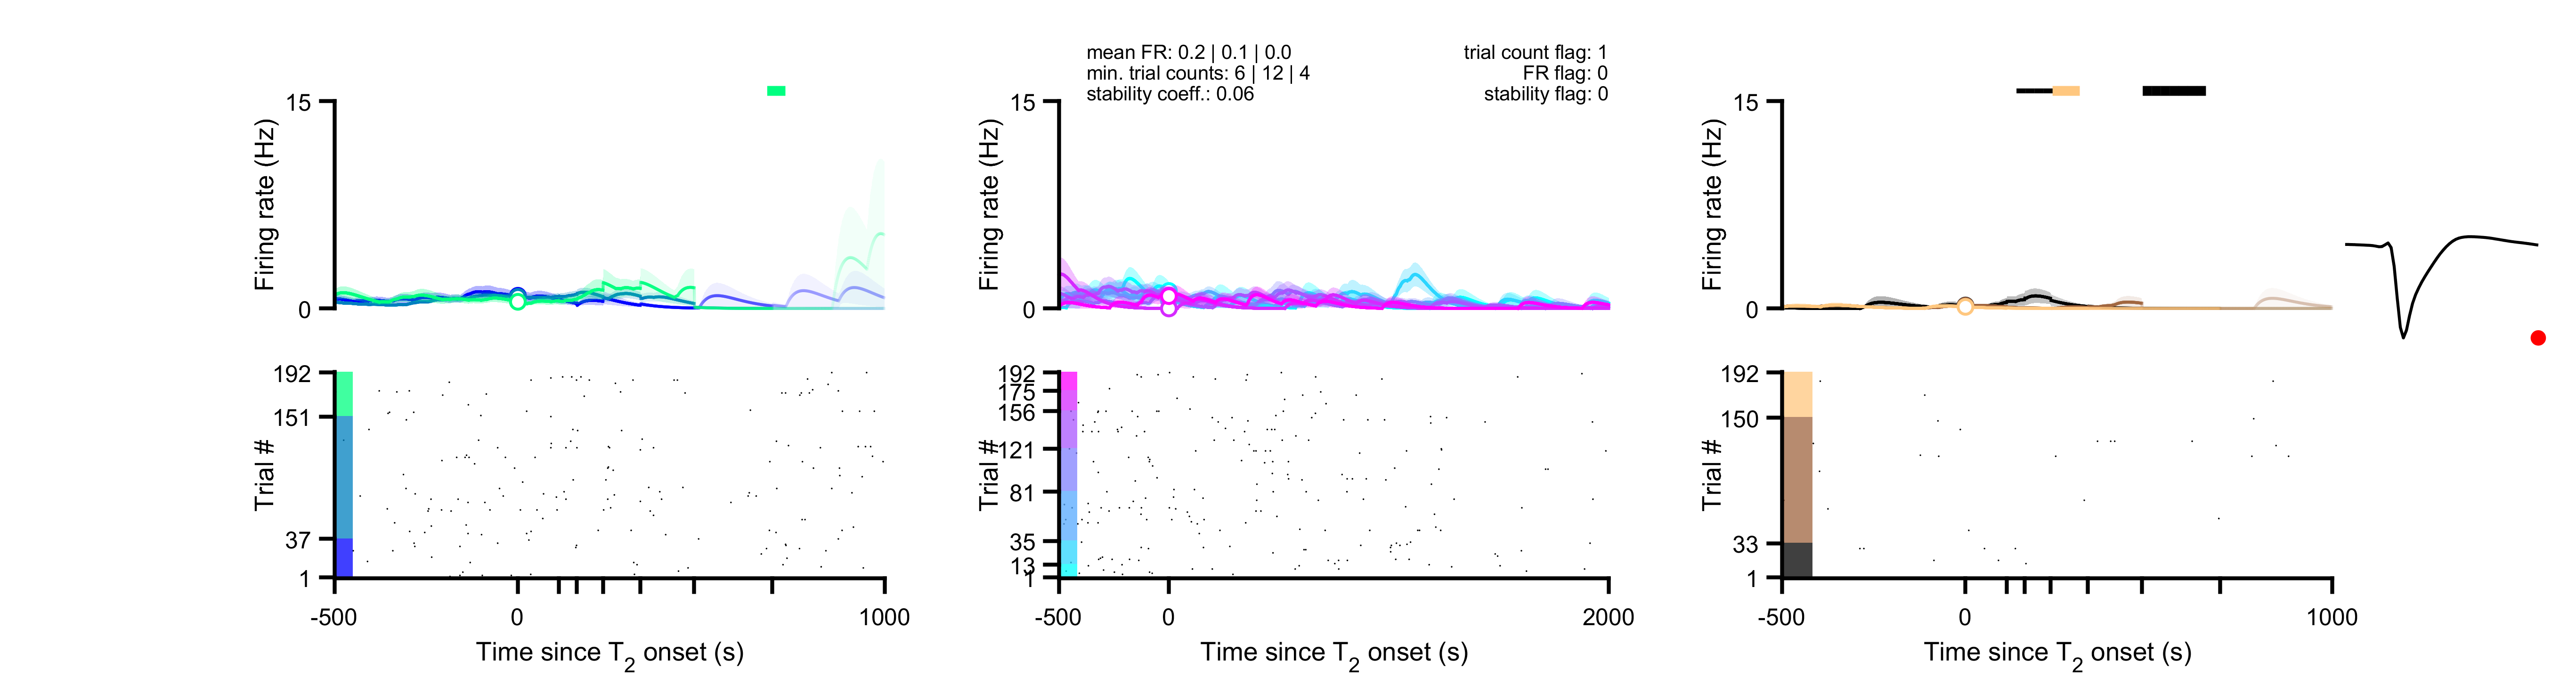 mean FR: 0.2 | 0.1 | 0.0
min. trial counts: 6 | 12 | 4
stability coeff.: 0.06
trial count flag: 1
FR flag: 0
stability flag: 0
15
Firing rate (Hz)
0
15
Firing rate (Hz)
0
15
Firing rate (Hz)
0
192
151
Trial #
37
1
-500
0
1000
Time since T2 onset (s)
192
175
156
121
Trial #
81
35
13
1
-500
0
2000
Time since T2 onset (s)
192
150
Trial #
33
1
-500
0
1000
Time since T2 onset (s)